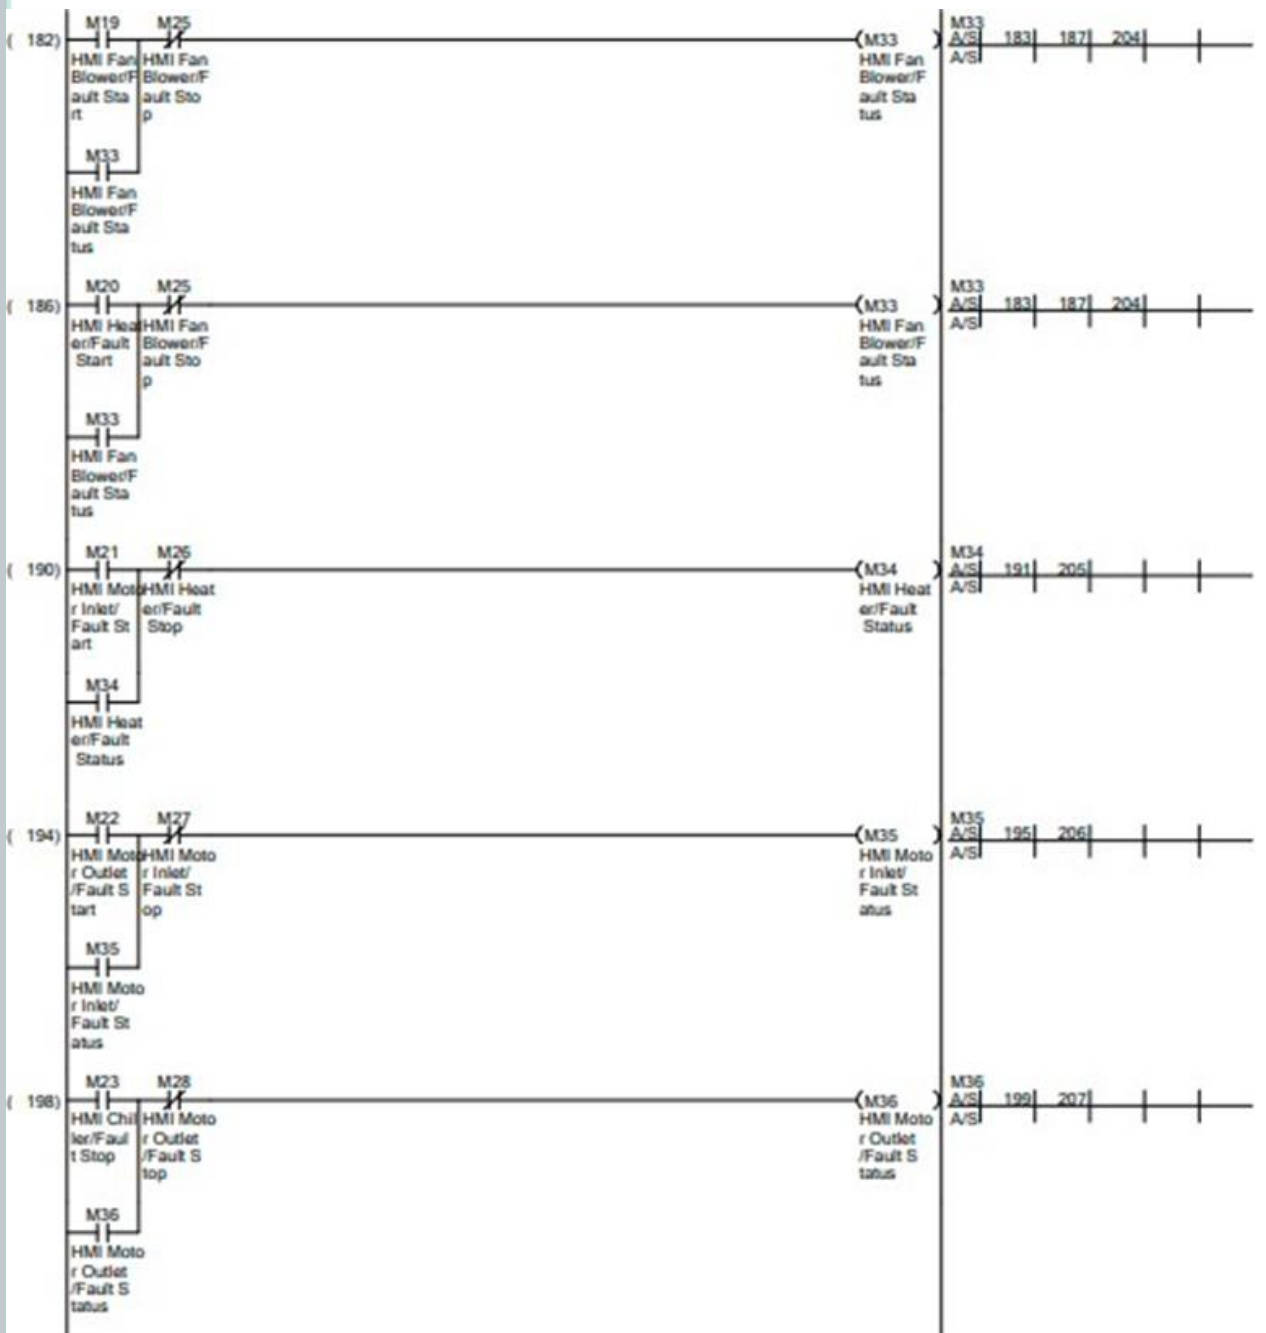 M19 M25 M33
( 182) (M33 ) A/S 183 187 204
HMI Fan HMI Fan HMI Fan A/S
Blower/F Blower/F Blower/F
ault Sta ault Sto ault Sta
rt p tus
M33
HMI Fan
Blower/F
ault Sta
tus
M20 M25 M33
( 186) (M33 ) A/S 183 187 204
HMI Heat HMI Fan HMI Fan A/S
er/Fault Blower/F Blower/F
Start ault Sto ault Sta
p tus
M33
HMI Fan
Blower/F
ault Sta
tus
M21 M26 M34
( 190) (M34 ) A/S 191 205
HMI Moto HMI Heat HMI Heat A/S
r Inlet/ er/Fault er/Fault
Fault St Stop Status
art
M34
HMI Heat
er/Fault
Status
M22 M27 M35
( 194) (M35 ) A/S 195 206
HMI Moto HMI Moto HMI Moto A/S
r Outlet r Inlet/ r Inlet/
/Fault S Fault St Fault St
tart op atus
M35
HMI Moto
r Inlet/
Fault St
atus
M23 M28 M36
( 198) (M36 ) A/S 199 207
HMI Chil HMI Moto HMI Moto A/S
ler/Faul r Outlet r Outlet
t Stop /Fault S /Fault S
top tatus
M36
HMI Moto
r Outlet
/Fault S
tatus